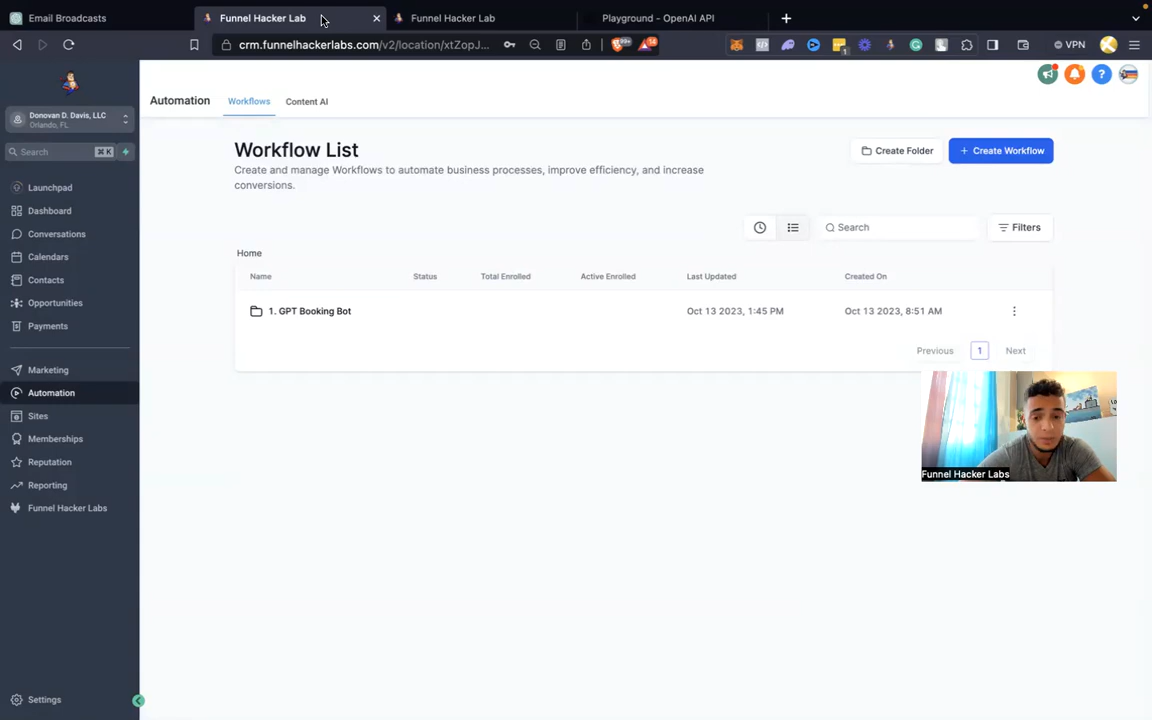 Email Broadcasts
Funnel Hacker Lab
Funnel Hacker Lab
Playground - OpenAI API
crm.funnelhackerlabs.com/v2/location/xtZopJ...
VPN
Donovan D. Davis, LLC
Orlando, FL
Search
⌘ K
Launchpad
Dashboard
Conversations
Calendars
Contacts
Opportunities
Payments
Marketing
Automation
Sites
Memberships
Reputation
Reporting
Funnel Hacker Labs
Settings
Automation
Workflows
Content AI
Workflow List
Create and manage Workflows to automate business processes, improve efficiency, and increase
conversions.
Create Folder
+ Create Workflow
Search
Filters
Home
Name Status Total Enrolled Active Enrolled Last Updated Created On
1. GPT Booking Bot Oct 13 2023, 1:45 PM Oct 13 2023, 8:51 AM
Previous 1 Next
Funnel Hacker Labs